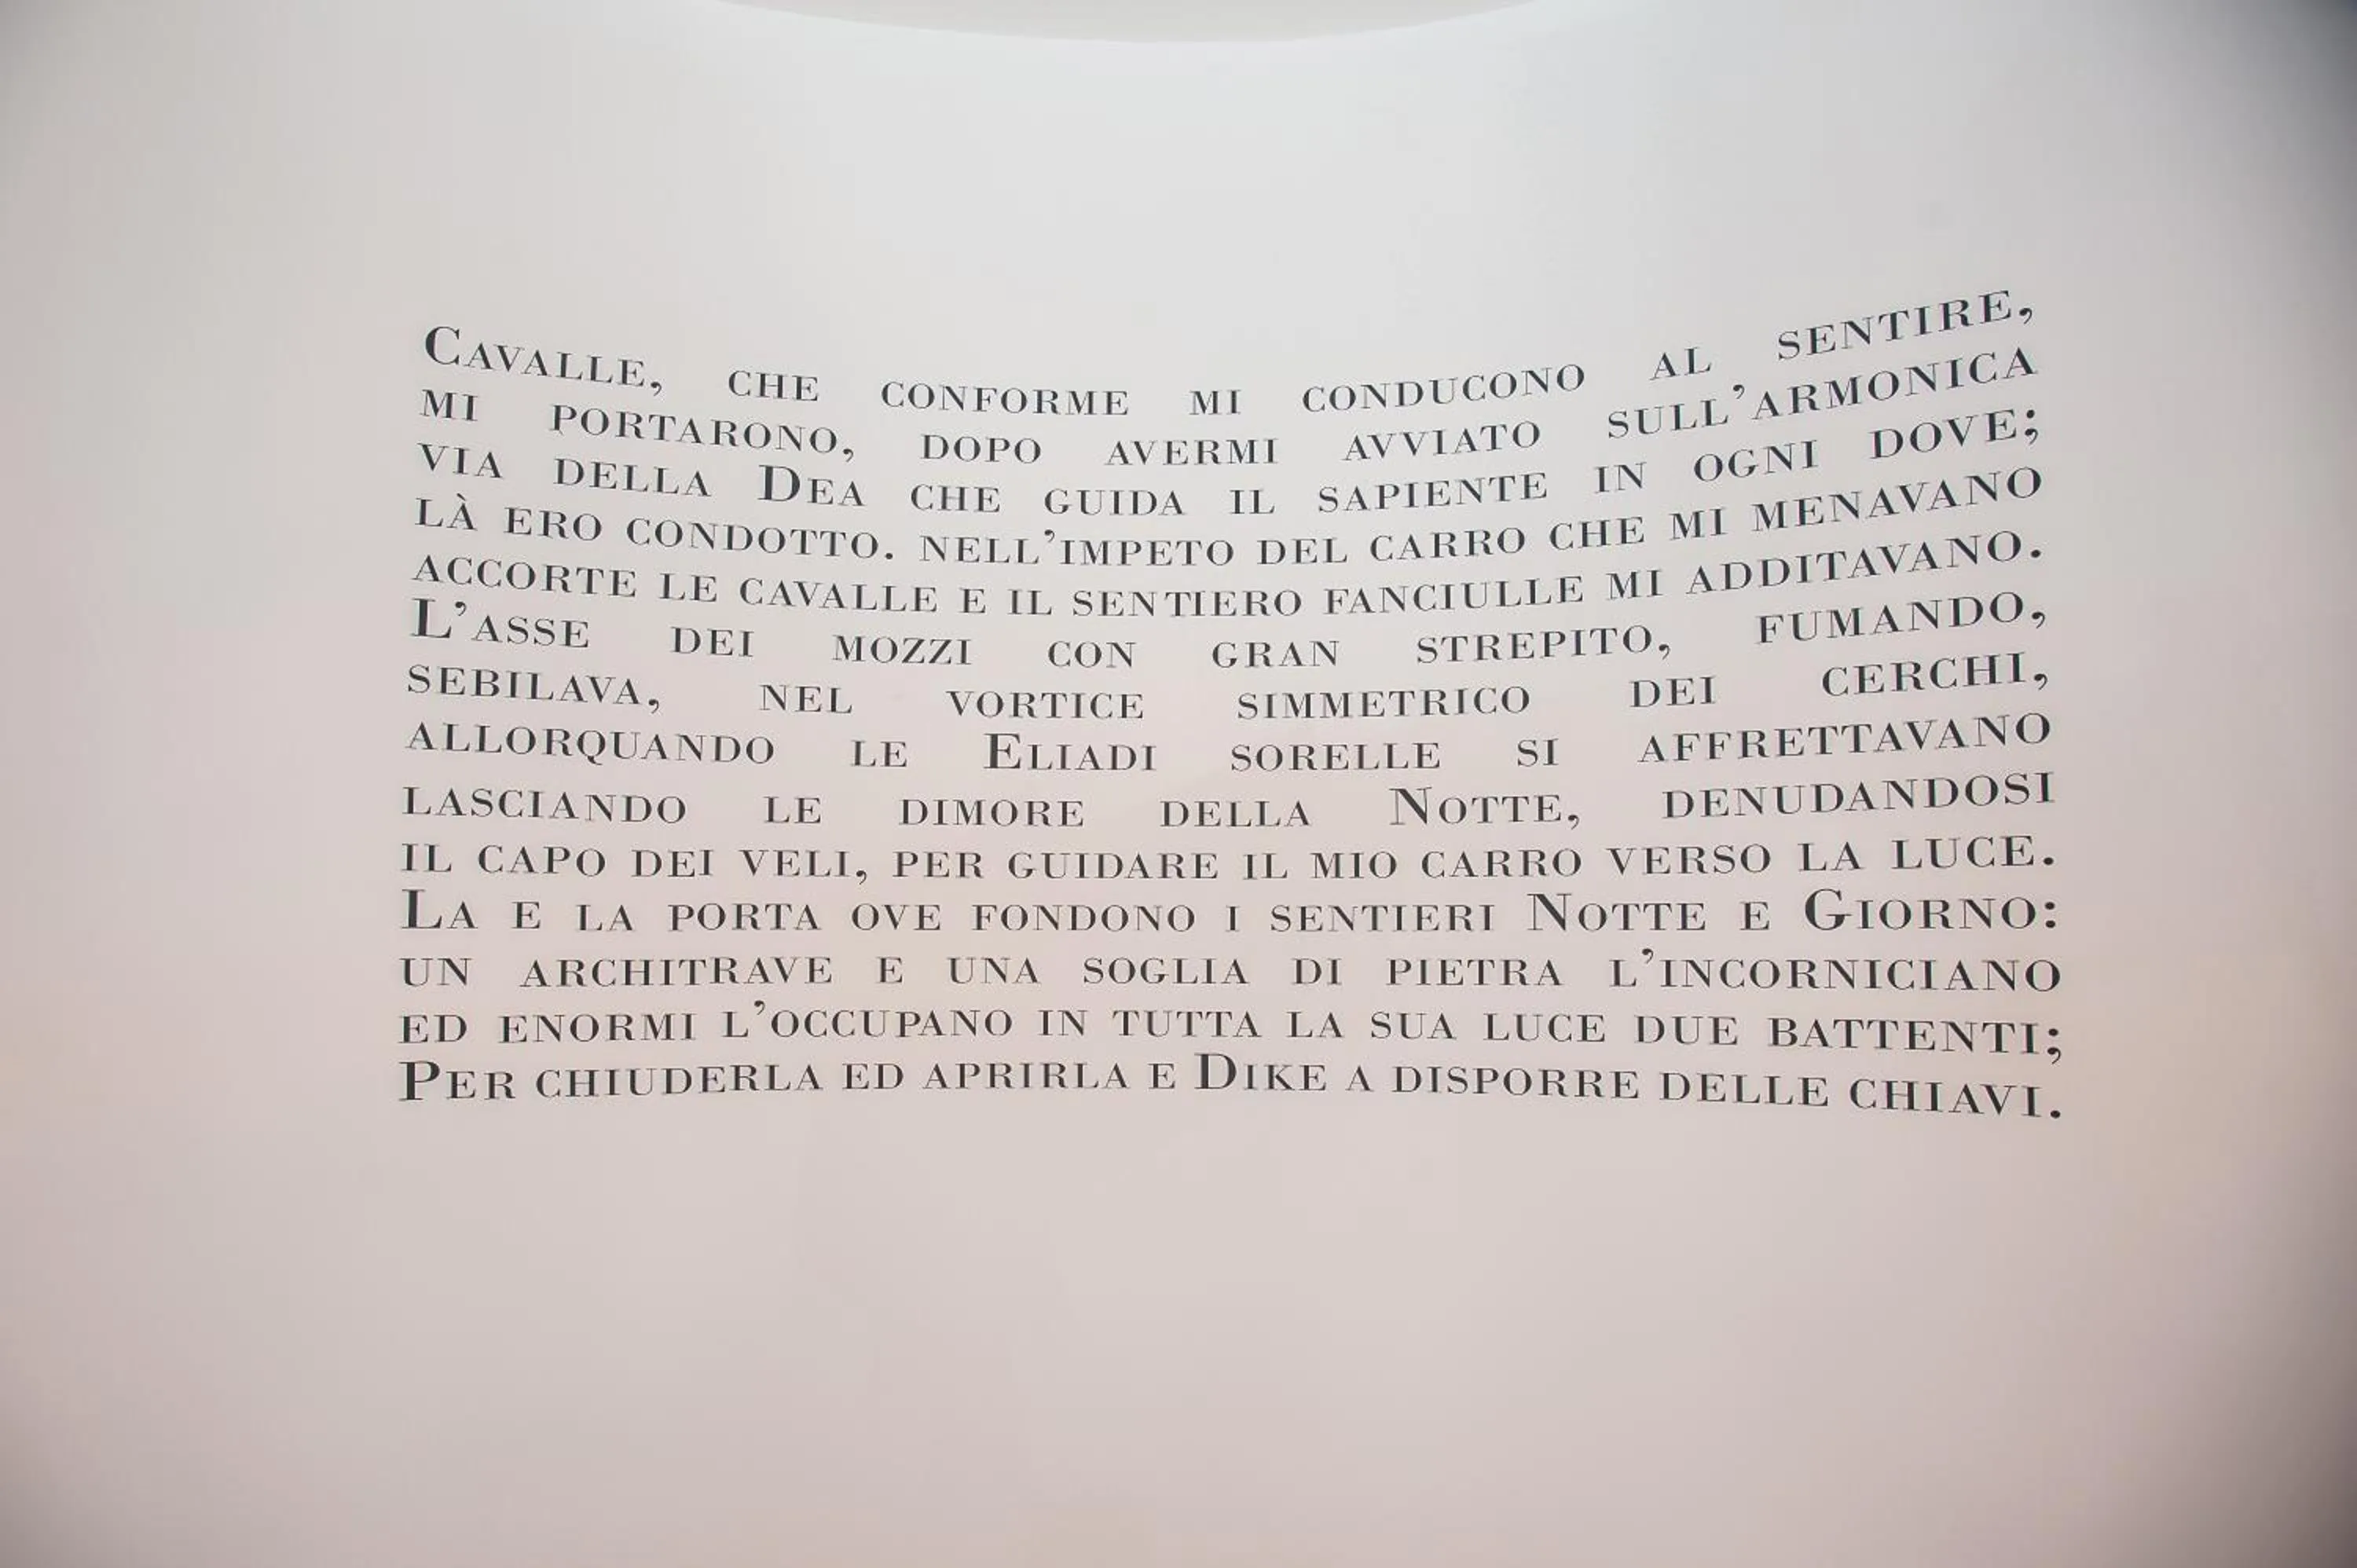 Cavalle, che conforme mi conducono al sentire,
mi portarono, dopo avermi avviato sull'armonica
via della Dea che guida il sapiente in ogni dove;
là ero condotto. nell'impeto del carro che mi menavano
accorte le cavalle e il sentiero fanciulle mi additavano.
L'asse dei mozzi con gran strepito, fumando,
sebilava, nel vortice simmetrico dei cerchi,
allorquando le Eliadi sorelle si affrettavano
lasciando le dimore della Notte, denudandosi
il capo dei veli, per guidare il mio carro verso la luce.
La e la porta ove fondono i sentieri Notte e Giorno:
un architrave e una soglia di pietra l'incorniciano
ed enormi l'occupano in tutta la sua luce due battenti;
Per chiuderla ed aprirla e Dike a disporre delle chiavi.